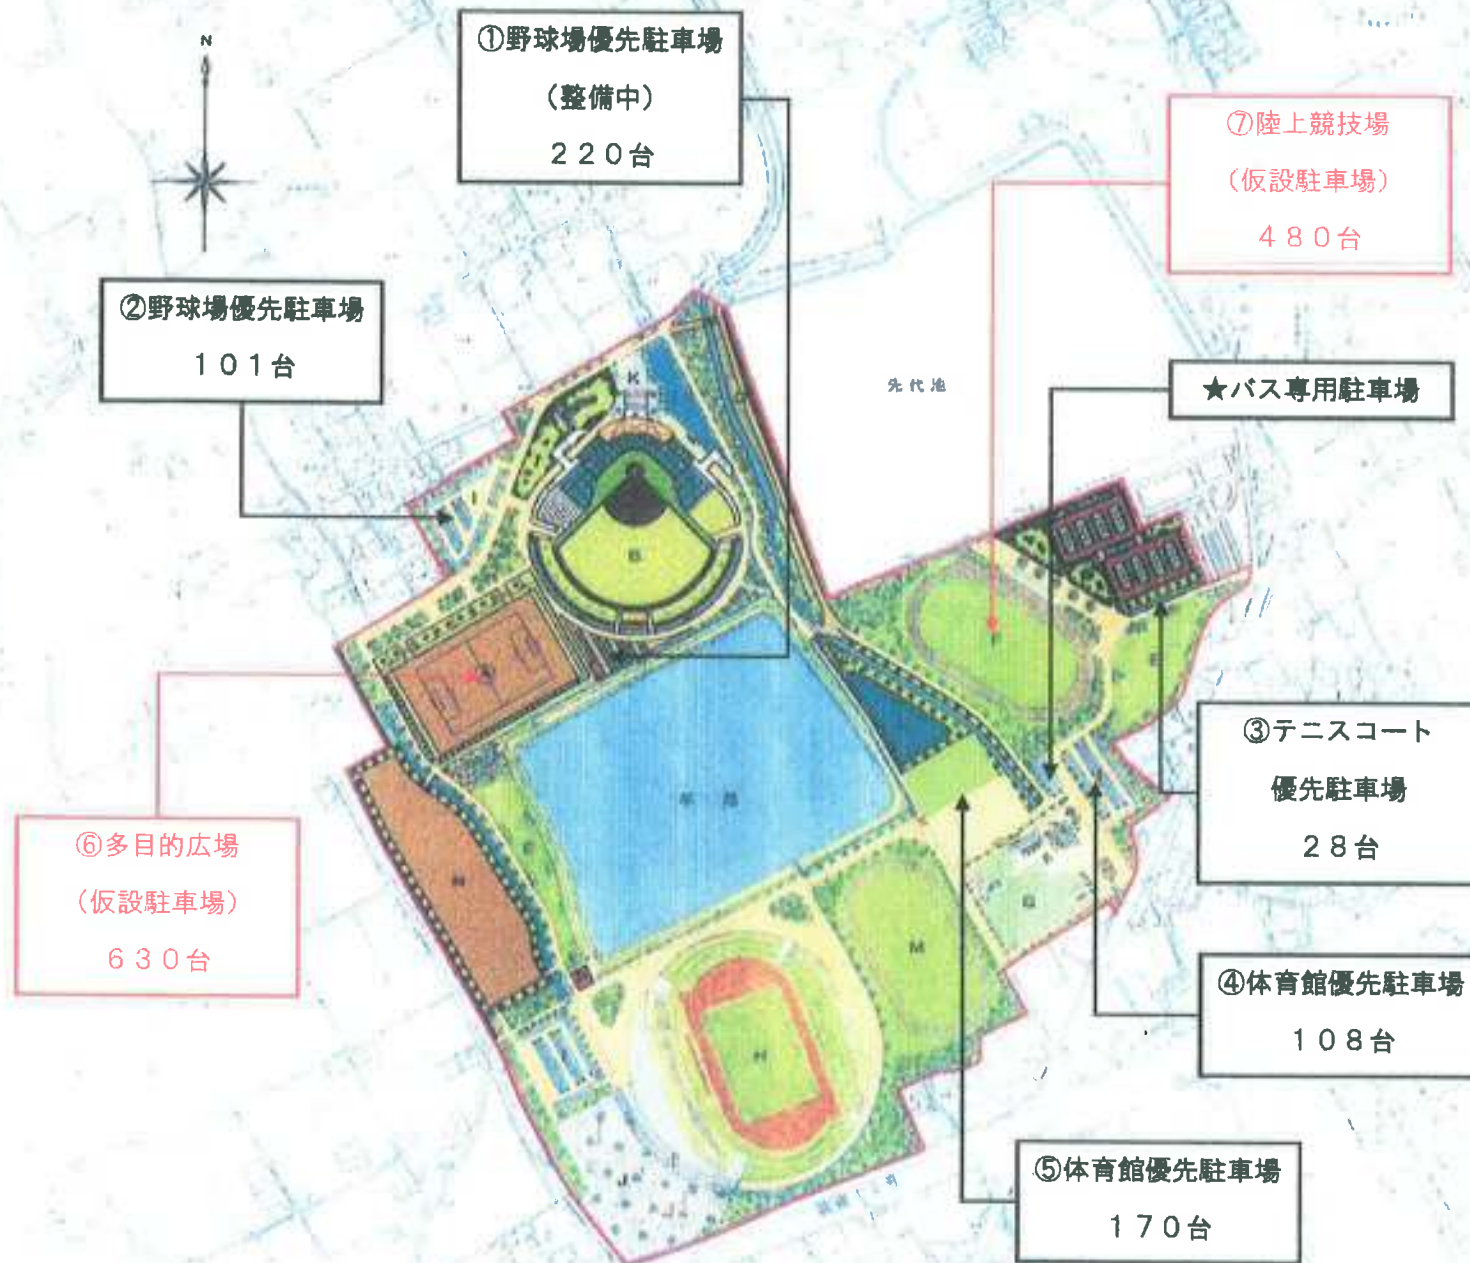 N
①野球場優先駐車場
(整備中)
２２０台
⑦陸上競技場
(仮設駐車場)
４８０台
②野球場優先駐車場
１０１台
先代池
★バス専用駐車場
K
I
B
③テニスコート
優先駐車場
２８台
E
⑥多目的広場
(仮設駐車場)
６３０台
G
M
H
④体育館優先駐車場
１０８台
J
⑤体育館優先駐車場
１７０台